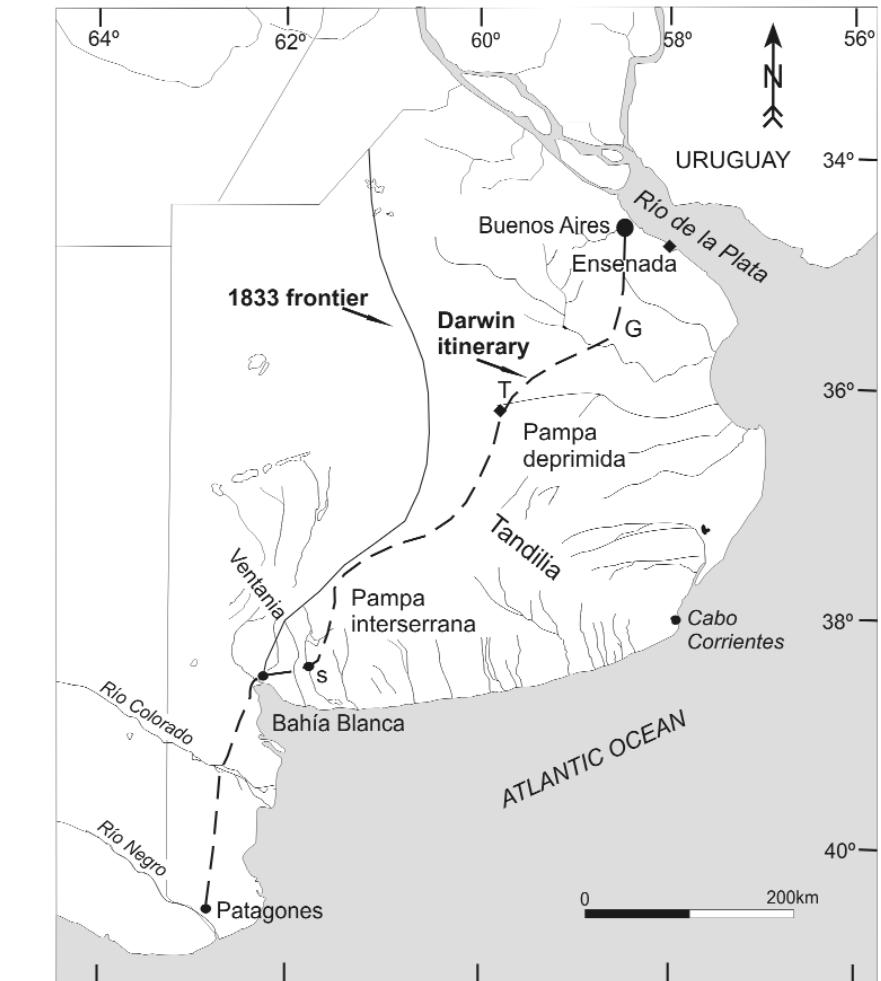 64º
62º
60º
58º
56º
N
URUGUAY
34º
Río de la Plata
Buenos Aires
Ensenada
1833 frontier
Darwin
itinerary
G
T
36º
Pampa
deprimida
Tandilia
Ventania
Pampa
interserrana
38º
Cabo
Corrientes
s
Río Colorado
Bahía Blanca
ATLANTIC OCEAN
Río Negro
40º
0
200km
Patagones